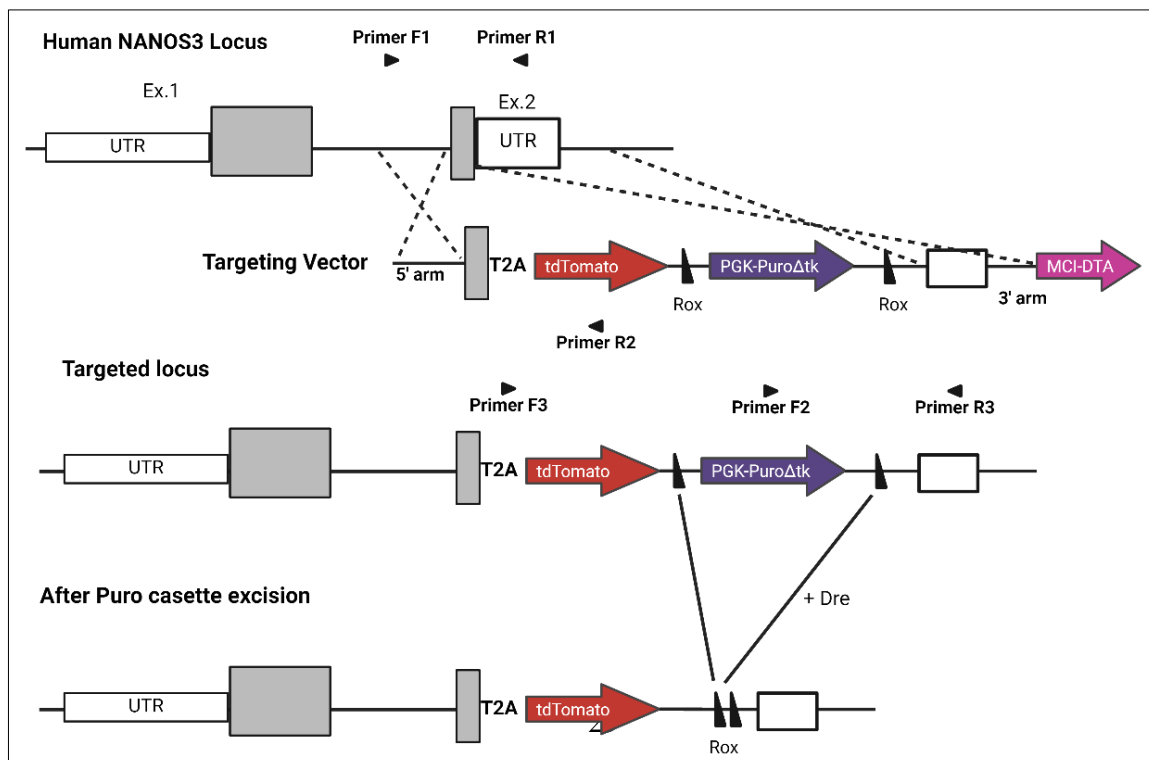 Human NANOS3 Locus
Primer F1
Primer R1
Ex.1
Ex.2
UTR
UTR
Targeting Vector
5' arm
T2A
tdTomato
Rox
PGK-PuroΔtk
Rox
3' arm
MCI-DTA
Primer R2
Targeted locus
Primer F3
Primer F2
Primer R3
UTR
T2A
tdTomato
PGK-PuroΔtk
After Puro casette excision
+ Dre
UTR
T2A
tdTomato
Rox